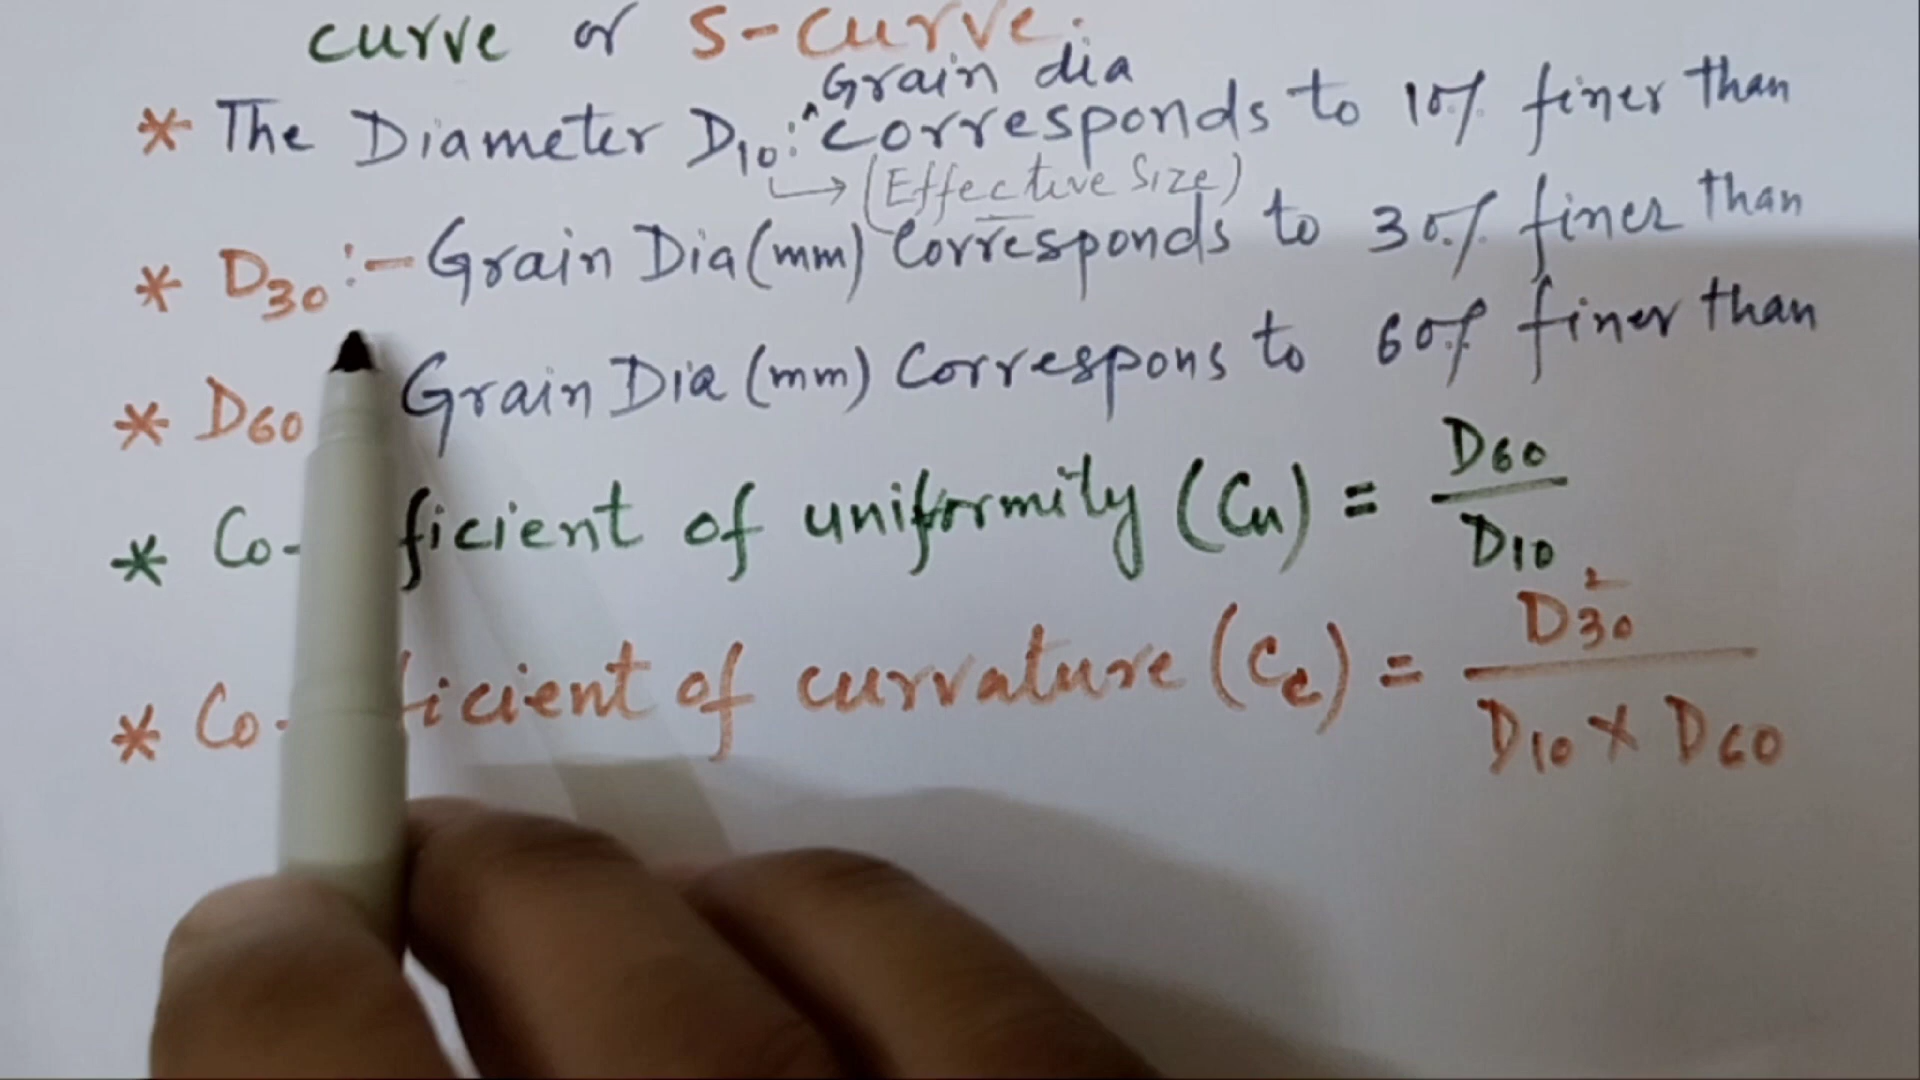 curve or S-curve.
Grain dia
* The Diameter D10:^corresponds to 10% finer than
(Effective Size)
* D30:- Grain Dia(mm) Corresponds to 30% finer than
* D60 Grain Dia (mm) Correspons to 60% finer than
* Co- ficient of uniformity (Cu) = D60 / D10
* Co- ficient of curvature (Cc) = D30² / D10 x D60